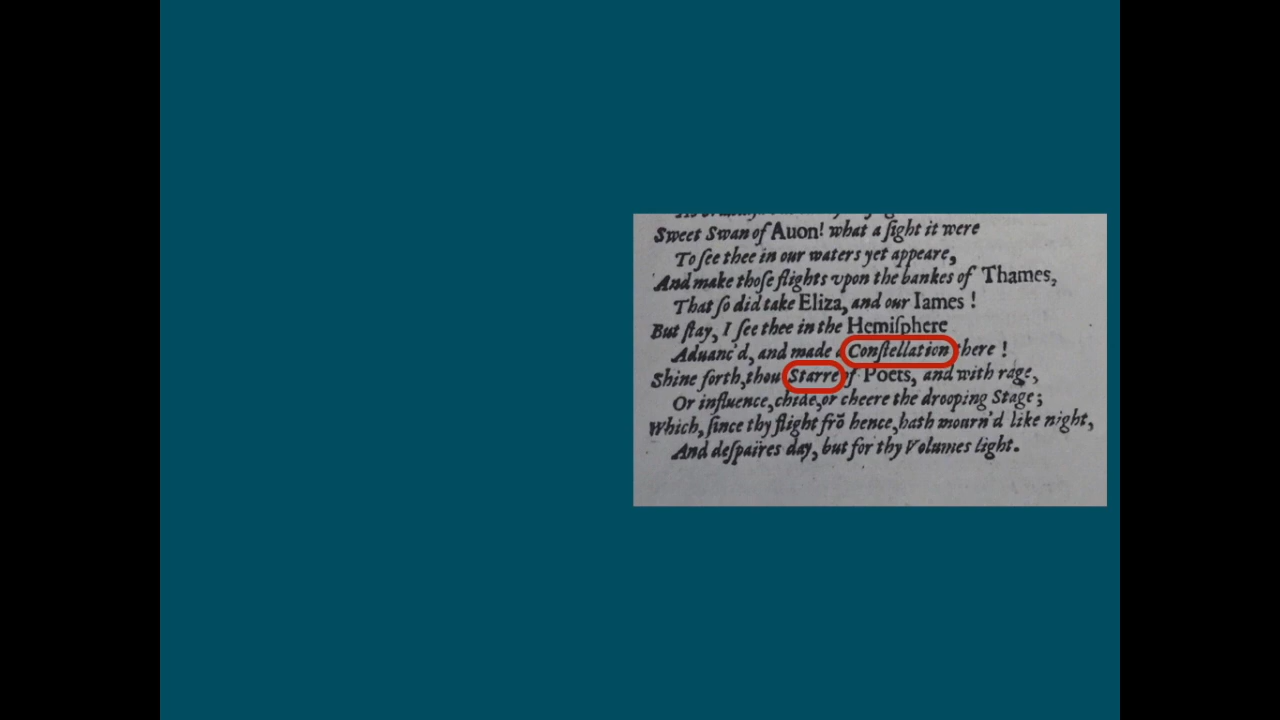 Sweet Swan of Auon! what a ſight it were
To ſee thee in our waters yet appeare,
And make thoſe flights vpon the bankes of Thames,
That ſo did take Eliza, and our Iames !
But ſtay, I ſee thee in the Hemiſphere
Aduanc'd, and made a Conſtellation there !
Shine forth, thou Starre of Poets, and with rage,
Or influence, chide, or cheere the drooping Stage;
Which, ſince thy flight frō hence, hath mourn'd like night,
And deſpaires day, but for thy Volumes light.